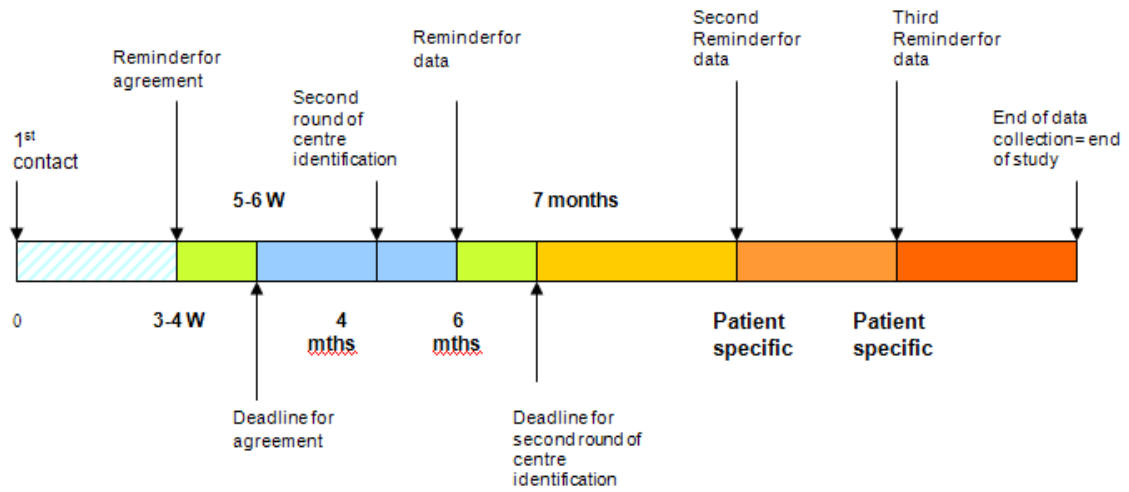 Second
Reminderfor
data
Third
Reminderfor
data
Reminderfor
data
Reminderfor
agreement
Second
round of
centre
identification
End of data
collection= end
of study
1st
contact
5-6 W
7 months
0
3-4 W
4
mths
6
mths
Patient
specific
Patient
specific
Deadline for
agreement
Deadline for
second round of
centre
identification